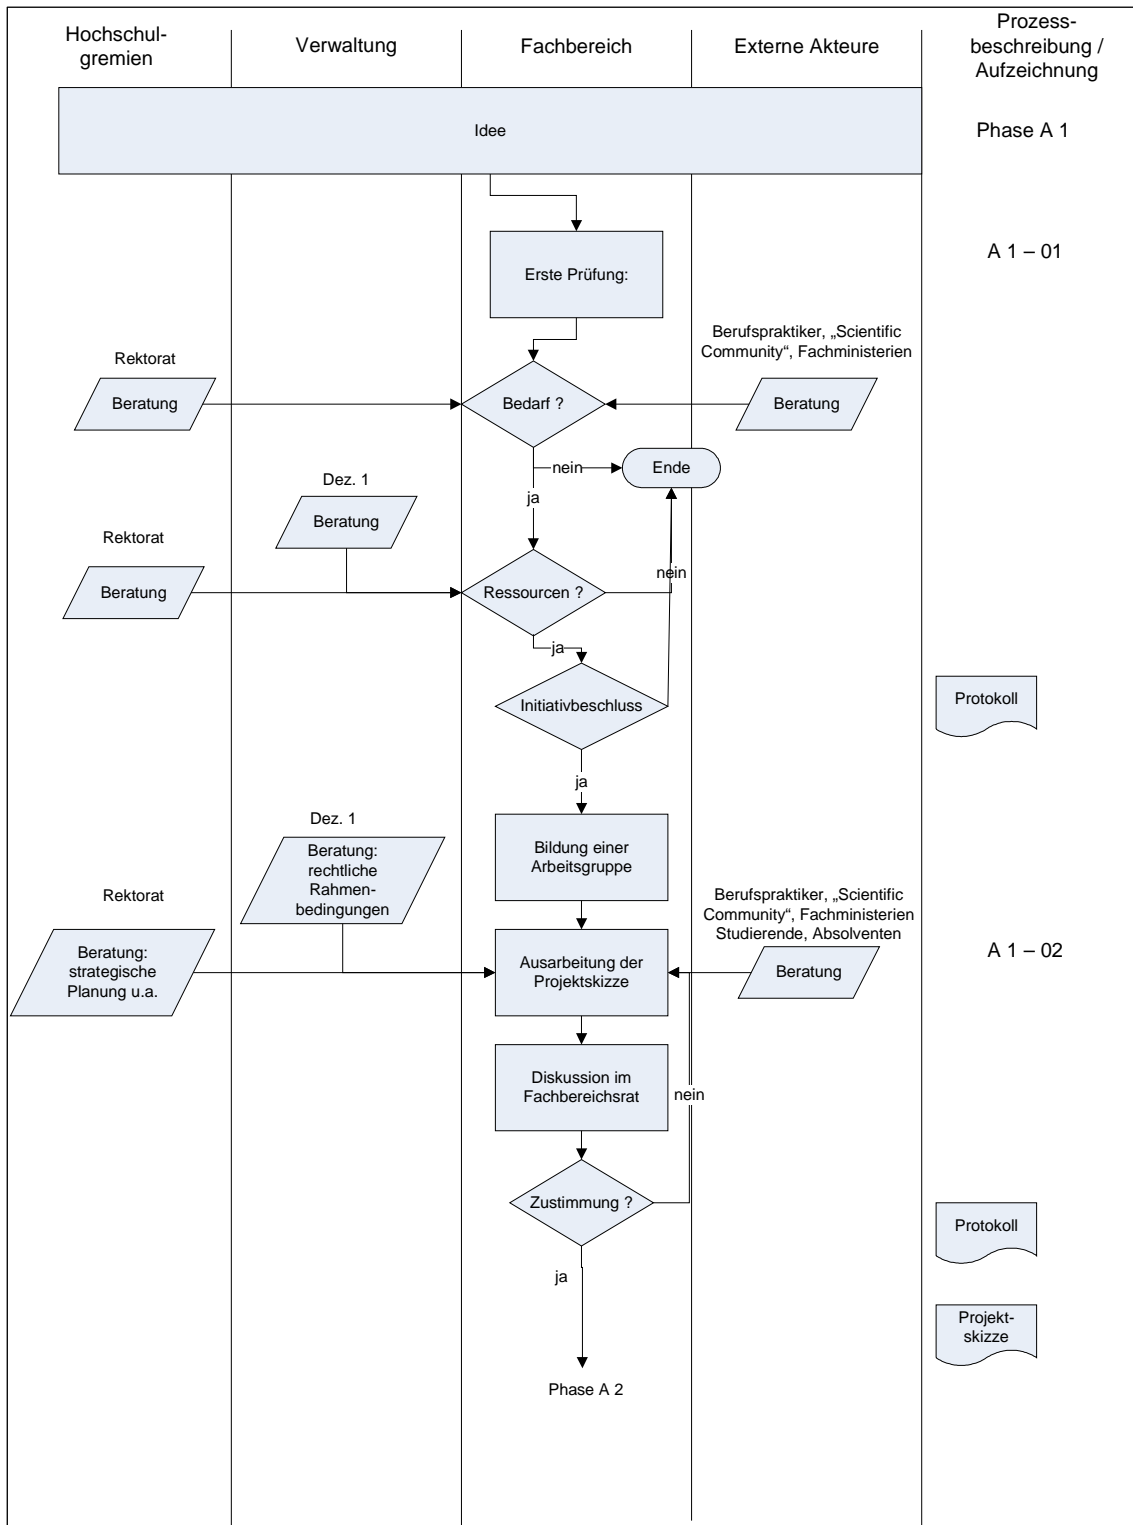 Hochschul-
gremien
Verwaltung
Fachbereich
Externe Akteure
Prozess-
beschreibung /
Aufzeichnung
Idee
Phase A 1
Erste Prüfung:
A 1 – 01
Rektorat
Beratung
Bedarf ?
Berufspraktiker, „Scientific
Community“, Fachministerien
Beratung
nein
Ende
ja
Dez. 1
Beratung
Rektorat
Beratung
Ressourcen ?
nein
ja
Initiativbeschluss
Protokoll
ja
Bildung einer
Arbeitsgruppe
Dez. 1
Beratung:
rechtliche
Rahmen-
bedingungen
Rektorat
Beratung:
strategische
Planung u.a.
Ausarbeitung der
Projektskizze
Berufspraktiker, „Scientific
Community“, Fachministerien
Studierende, Absolventen
Beratung
A 1 – 02
Diskussion im
Fachbereichsrat
nein
Zustimmung ?
Protokoll
ja
Projekt-
skizze
Phase A 2